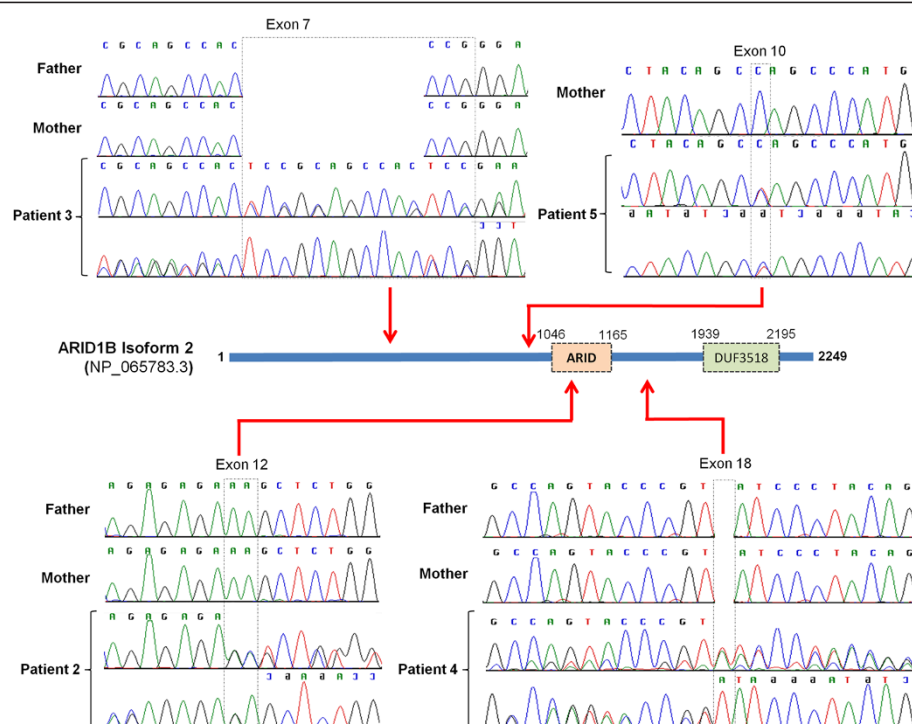 Exon 7
C G C A G C C A C C C G G G A
Father
C G C A G C C A C C C G G G A
Mother
C G C A G C C A C T C C G C A G C C A C T C C G A A
Patient 3
Exon 10
C T A C A G C C A G C C C A T G
Mother
C T A C A G C C A G C C C A T G
Patient 5
ARID1B Isoform 2
(NP_065783.3)
1
1046
1165
ARID
1939
2195
DUF3518
2249
Exon 12
A G A G A G A A A G C T C T G G
Father
A G A G A G A A A G C T C T G G
Mother
A G A G A G A
Patient 2
Exon 18
G C C A G T A C C C G T A T C C C T A C A G
Father
G C C A G T A C C C G T A T C C C T A C A G
Mother
G C C A G T A C C C G T
Patient 4